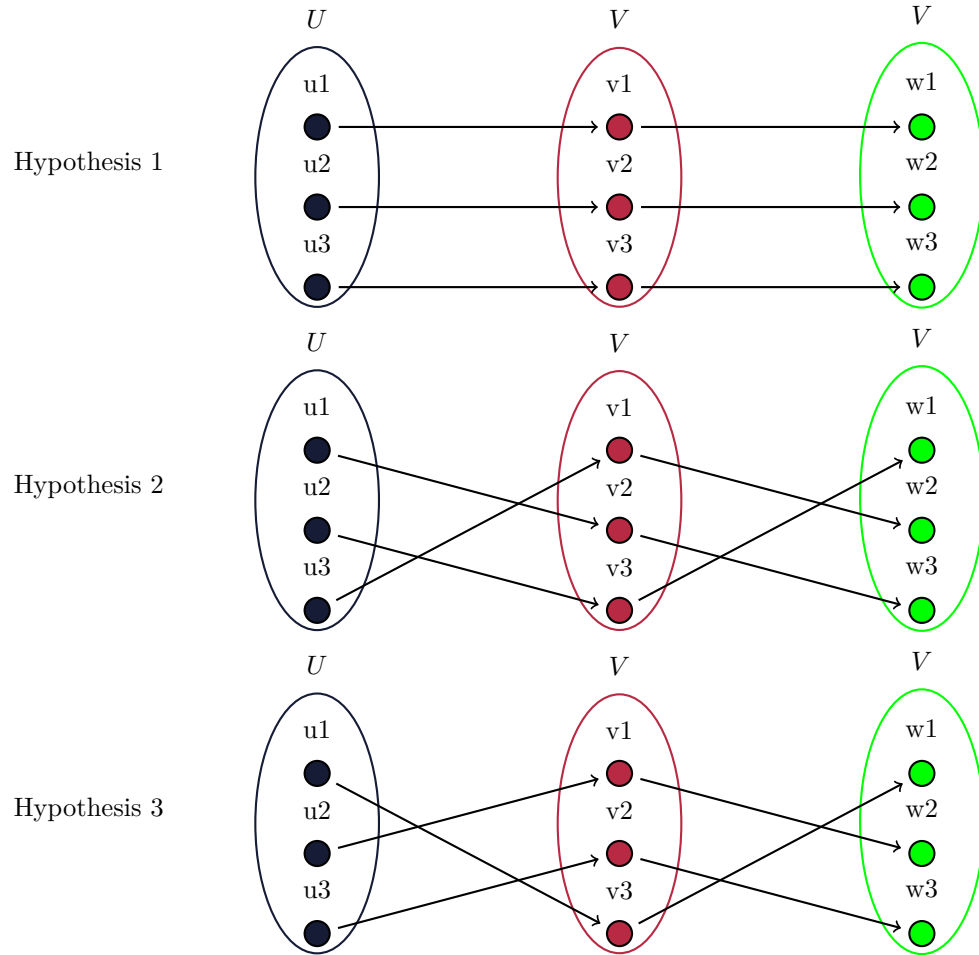 U V V
u1 v1 w1
Hypothesis 1
u2 v2 w2
u3 v3 w3
U V V
u1 v1 w1
Hypothesis 2
u2 v2 w2
u3 v3 w3
U V V
u1 v1 w1
Hypothesis 3
u2 v2 w2
u3 v3 w3